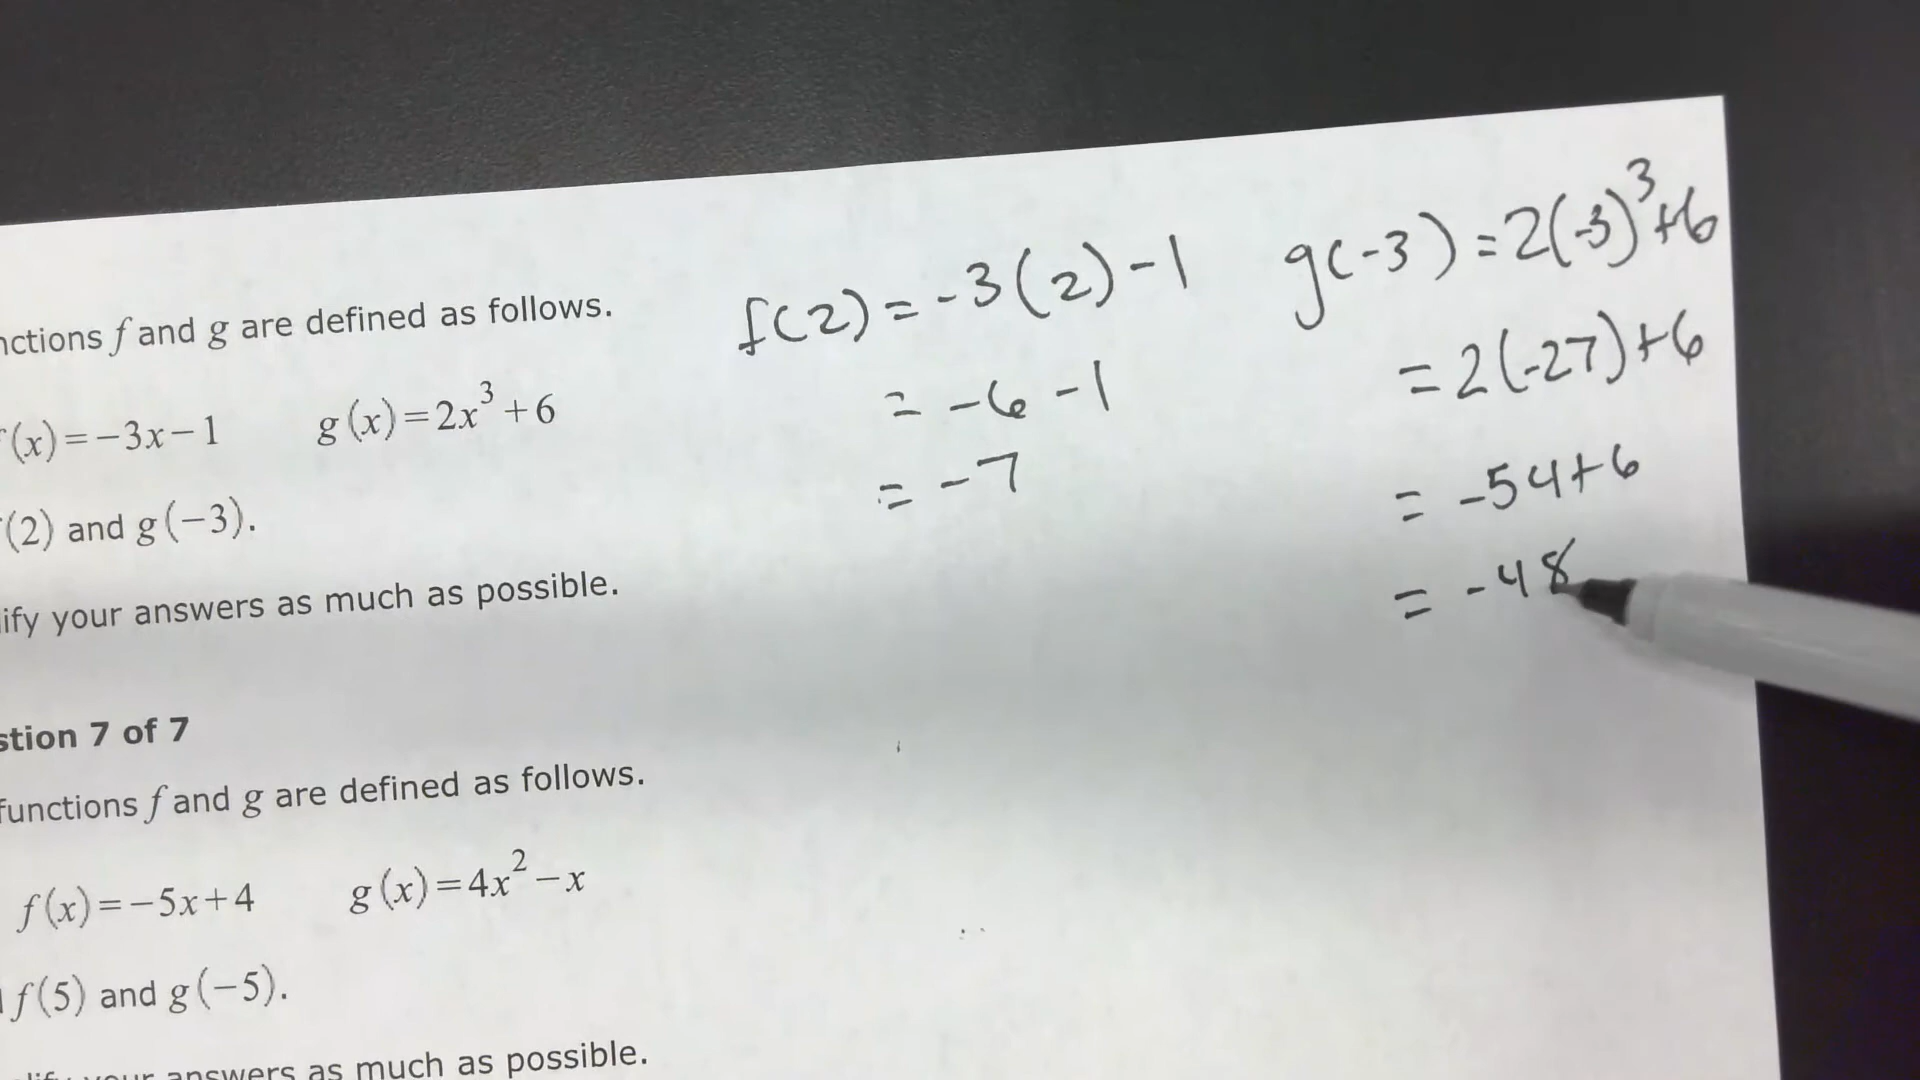 nctions f and g are defined as follows.
(x)=-3x-1 g(x)=2x³+6
(2) and g(-3).
ify your answers as much as possible.
f(2)=-3(2)-1
= -6-1
= -7
g(-3)=2(-3)³+6
=2(-27)+6
= -54+6
= -48
stion 7 of 7
functions f and g are defined as follows.
f(x)=-5x+4 g(x)=4x²-x
f(5) and g(-5).
your answers as much as possible.